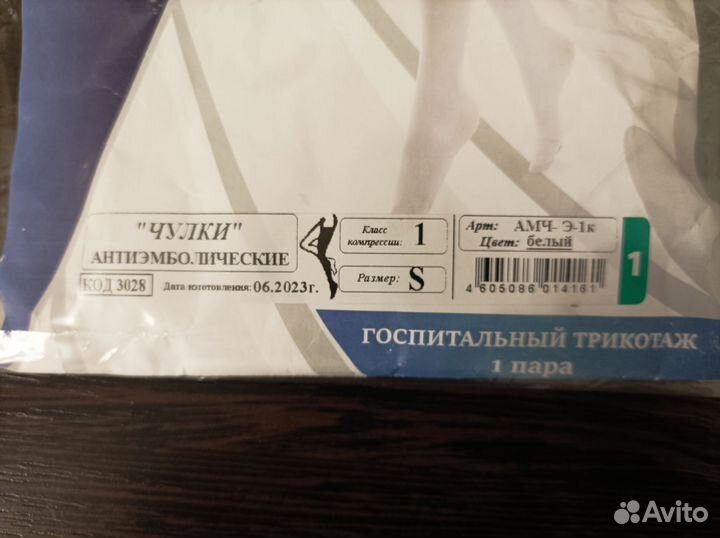 "ЧУЛКИ"
АНТИЭМБОЛИЧЕСКИЕ
КОД 3028 Дата изготовления: 06.2023г.
Класс
компрессии: 1
Размер: S
Арт: АМЧ- Э-1к
Цвет: белый
4 605086 014161
1
ГОСПИТАЛЬНЫЙ ТРИКОТАЖ
1 пара
Avito